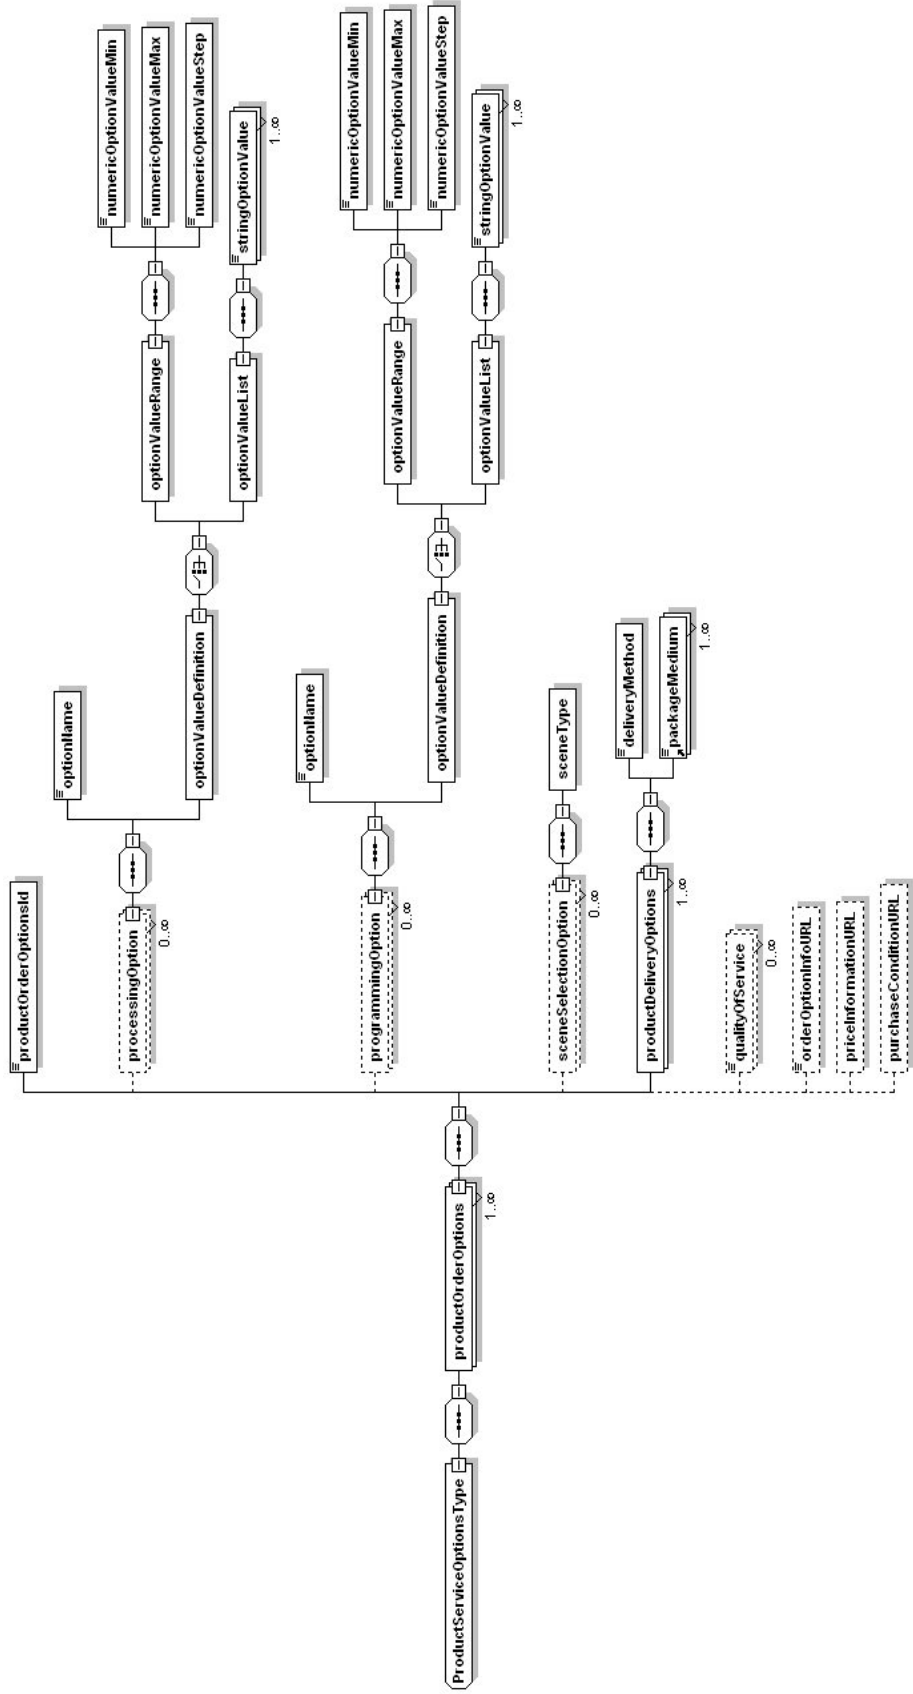 ProductServiceOptionsType
productOrderOptions
1..∞
productOrderOptionsId
processingOption
0..∞
optionName
optionValueDefinition
optionValueRange
numericOptionValueMin
numericOptionValueMax
numericOptionValueStep
optionValueList
stringOptionValue
1..∞
programmingOption
0..∞
optionName
optionValueDefinition
optionValueRange
numericOptionValueMin
numericOptionValueMax
numericOptionValueStep
optionValueList
stringOptionValue
1..∞
sceneSelectionOption
0..∞
sceneType
productDeliveryOptions
1..∞
deliveryMethod
packageMedium
1..∞
qualityOfService
0..∞
orderOptionInfoURL
priceInformationURL
purchaseConditionURL